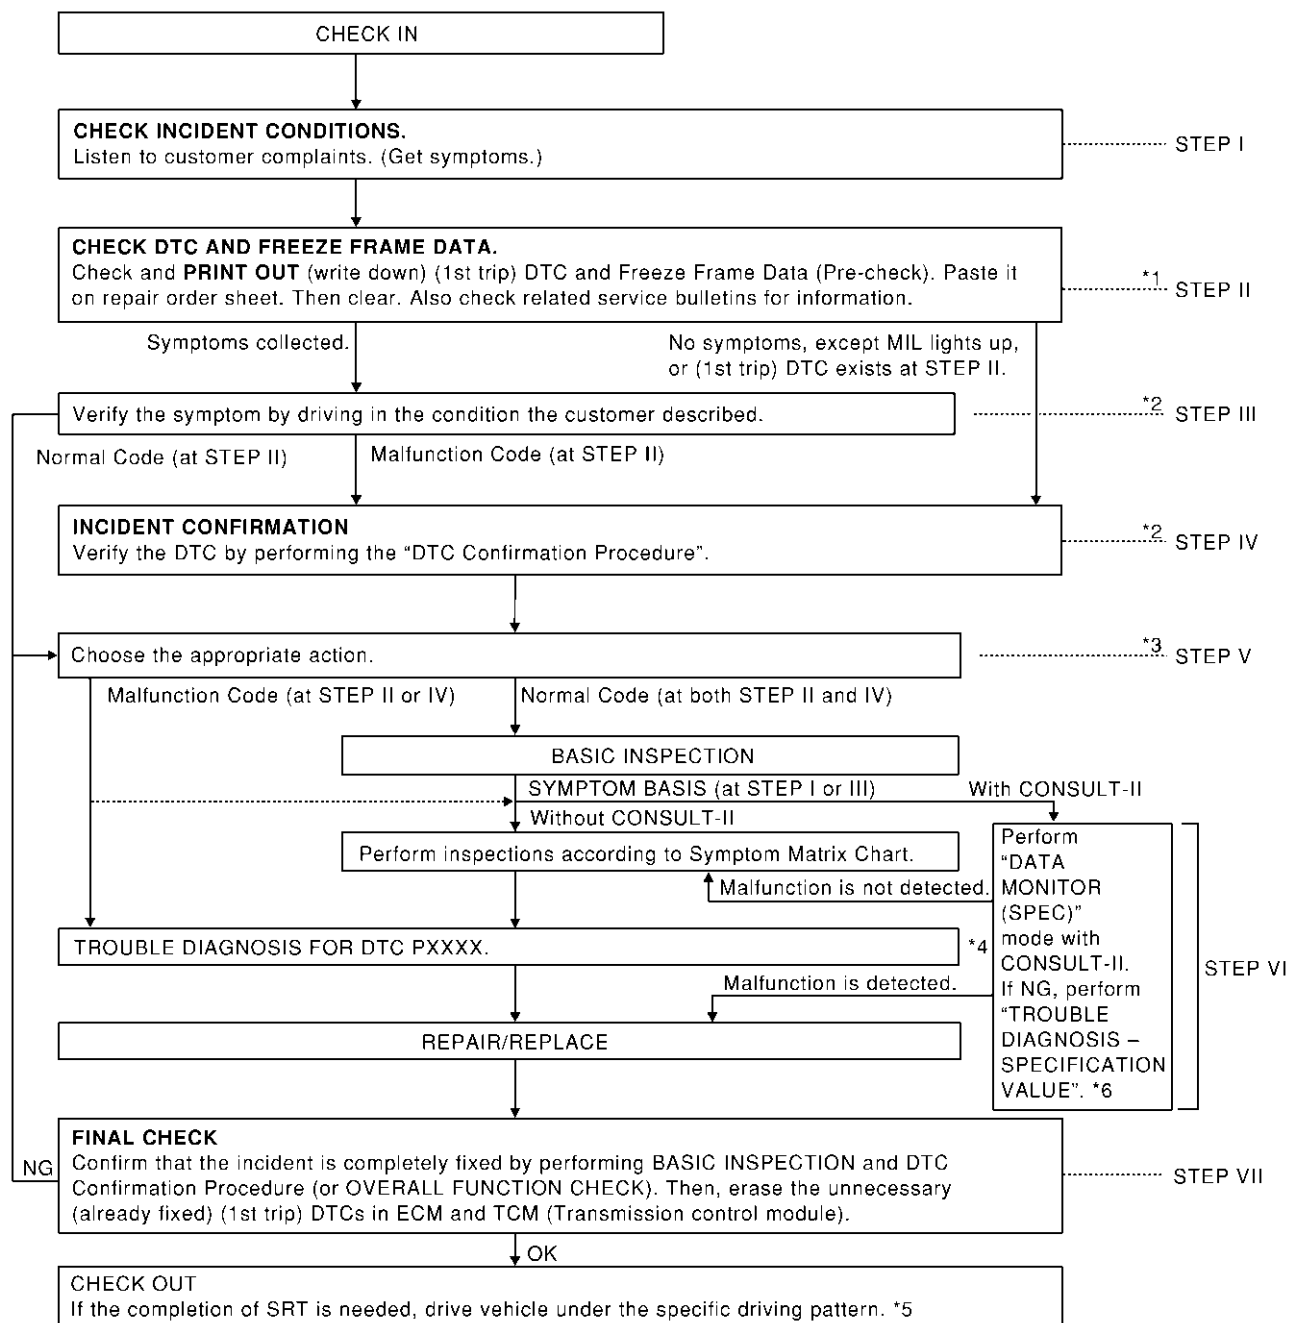 CHECK IN
CHECK INCIDENT CONDITIONS.
Listen to customer complaints. (Get symptoms.)
STEP I
CHECK DTC AND FREEZE FRAME DATA.
Check and PRINT OUT (write down) (1st trip) DTC and Freeze Frame Data (Pre-check). Paste it
on repair order sheet. Then clear. Also check related service bulletins for information.
*1 STEP II
Symptoms collected.
No symptoms, except MIL lights up,
or (1st trip) DTC exists at STEP II.
Verify the symptom by driving in the condition the customer described.
*2 STEP III
Normal Code (at STEP II)
Malfunction Code (at STEP II)
INCIDENT CONFIRMATION
Verify the DTC by performing the “DTC Confirmation Procedure”.
*2 STEP IV
Choose the appropriate action.
*3 STEP V
Malfunction Code (at STEP II or IV)
Normal Code (at both STEP II and IV)
BASIC INSPECTION
SYMPTOM BASIS (at STEP I or III)
With CONSULT-II
Without CONSULT-II
Perform inspections according to Symptom Matrix Chart.
Malfunction is not detected.
Perform
“DATA
MONITOR
(SPEC)”
mode with
CONSULT-II.
If NG, perform
“TROUBLE
DIAGNOSIS –
SPECIFICATION
VALUE”. *6
STEP VI
TROUBLE DIAGNOSIS FOR DTC PXXXX.
*4
Malfunction is detected.
REPAIR/REPLACE
FINAL CHECK
Confirm that the incident is completely fixed by performing BASIC INSPECTION and DTC
Confirmation Procedure (or OVERALL FUNCTION CHECK). Then, erase the unnecessary
(already fixed) (1st trip) DTCs in ECM and TCM (Transmission control module).
NG
STEP VII
OK
CHECK OUT
If the completion of SRT is needed, drive vehicle under the specific driving pattern. *5